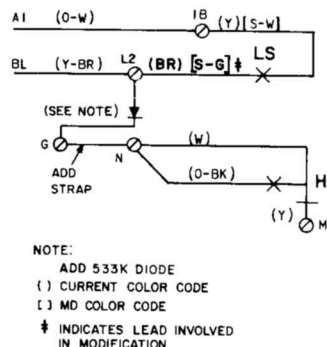 A1 (O-W) 1B (Y)[S-W]
LS
BL (Y-BR) L2 (BR) [S-G]‡
(SEE NOTE)
G N (W)
ADD
STRAP
(O-BK) H
(Y) M
NOTE:
ADD 533K DIODE
( ) CURRENT COLOR CODE
[ ] MD COLOR CODE
‡ INDICATES LEAD INVOLVED
IN MODIFICATION